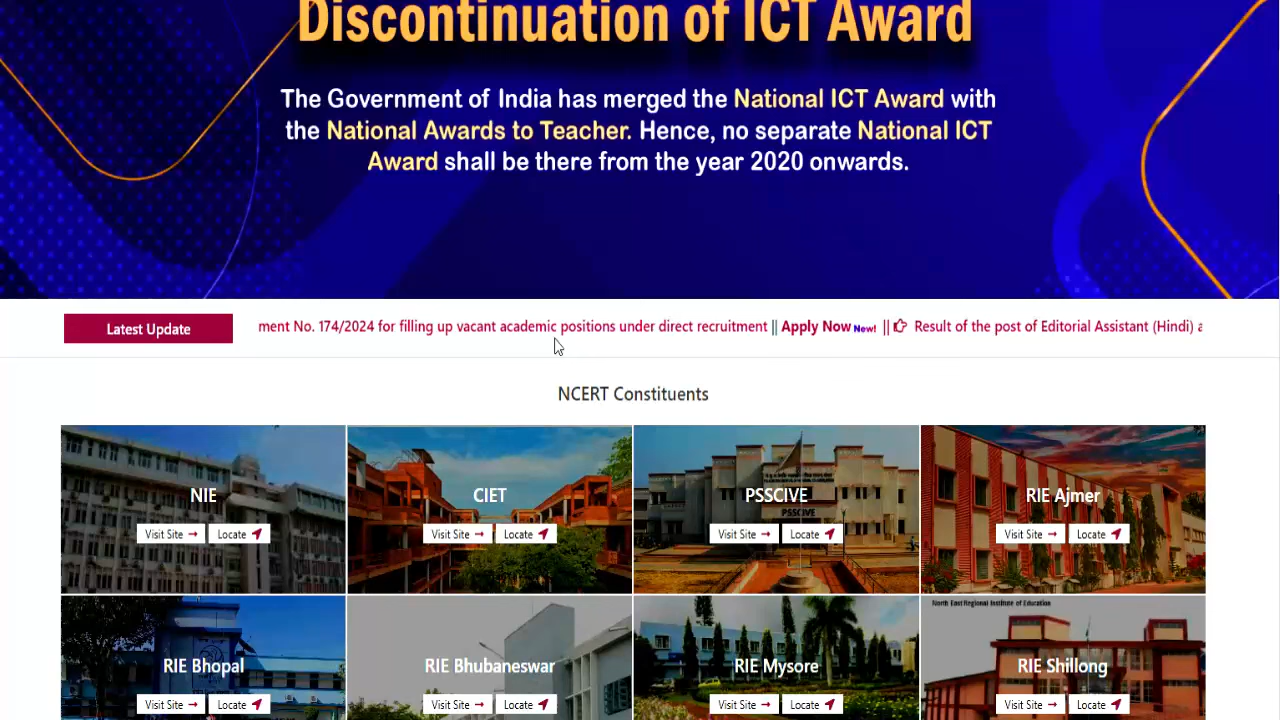 Discontinuation of ICT Award
The Government of India has merged the National ICT Award with
the National Awards to Teacher. Hence, no separate National ICT
Award shall be there from the year 2020 onwards.
Latest Update
ment No. 174/2024 for filling up vacant academic positions under direct recruitment || Apply Now New! || Result of the post of Editorial Assistant (Hindi) a
NCERT Constituents
NIE
Visit Site → Locate
CIET
Visit Site → Locate
PSSCIVE
PSSCIVE
Visit Site → Locate
RIE Ajmer
Visit Site → Locate
RIE Bhopal
Visit Site → Locate
RIE Bhubaneswar
Visit Site → Locate
RIE Mysore
Visit Site → Locate
North East Regional Institute of Education
RIE Shillong
Visit Site → Locate